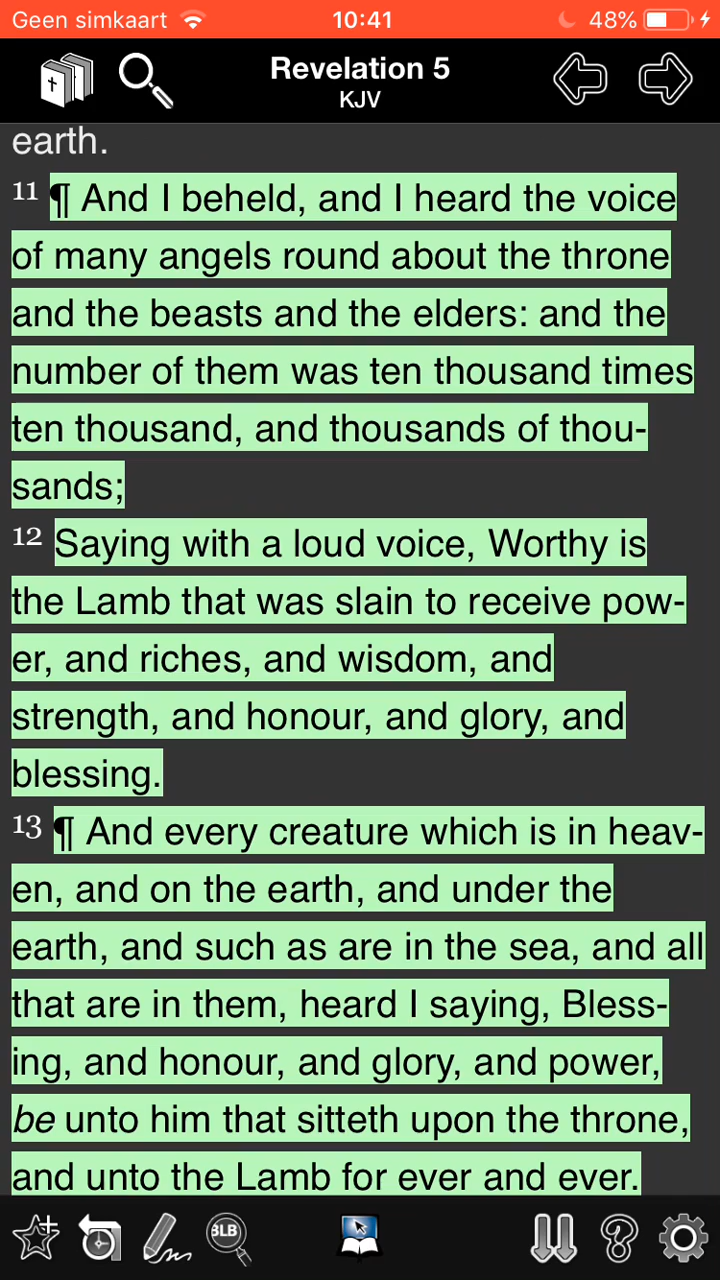 Geen simkaart 10:41 48%
Revelation 5
KJV
earth.
11 ¶ And I beheld, and I heard the voice
of many angels round about the throne
and the beasts and the elders: and the
number of them was ten thousand times
ten thousand, and thousands of thou-
sands;
12 Saying with a loud voice, Worthy is
the Lamb that was slain to receive pow-
er, and riches, and wisdom, and
strength, and honour, and glory, and
blessing.
13 ¶ And every creature which is in heav-
en, and on the earth, and under the
earth, and such as are in the sea, and all
that are in them, heard I saying, Bless-
ing, and honour, and glory, and power,
be unto him that sitteth upon the throne,
and unto the Lamb for ever and ever.
BLB